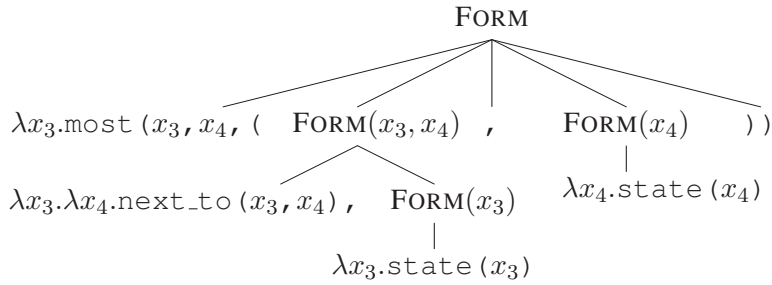 FORM
λx₃.most(x₃,x₄,( FORM(x₃,x₄) , FORM(x₄) ))
λx₃.λx₄.next_to(x₃,x₄), FORM(x₃) λx₄.state(x₄)
λx₃.state(x₃)